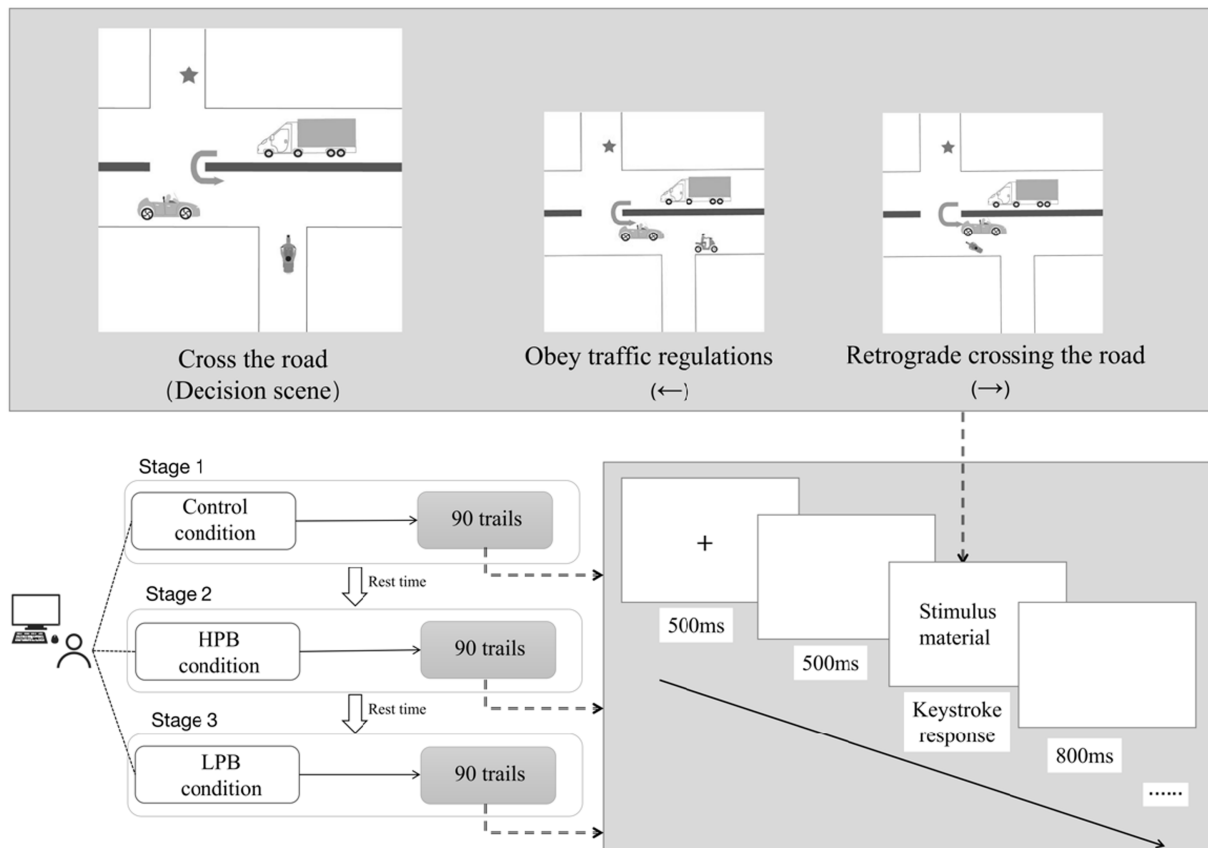 Cross the road
(Decision scene)
Obey traffic regulations
(←)
Retrograde crossing the road
(→)
Stage 1
Control
condition
90 trails
Rest time
Stage 2
HPB
condition
90 trails
Rest time
Stage 3
LPB
condition
90 trails
+
500ms
500ms
Stimulus
material
Keystroke
response
800ms
······